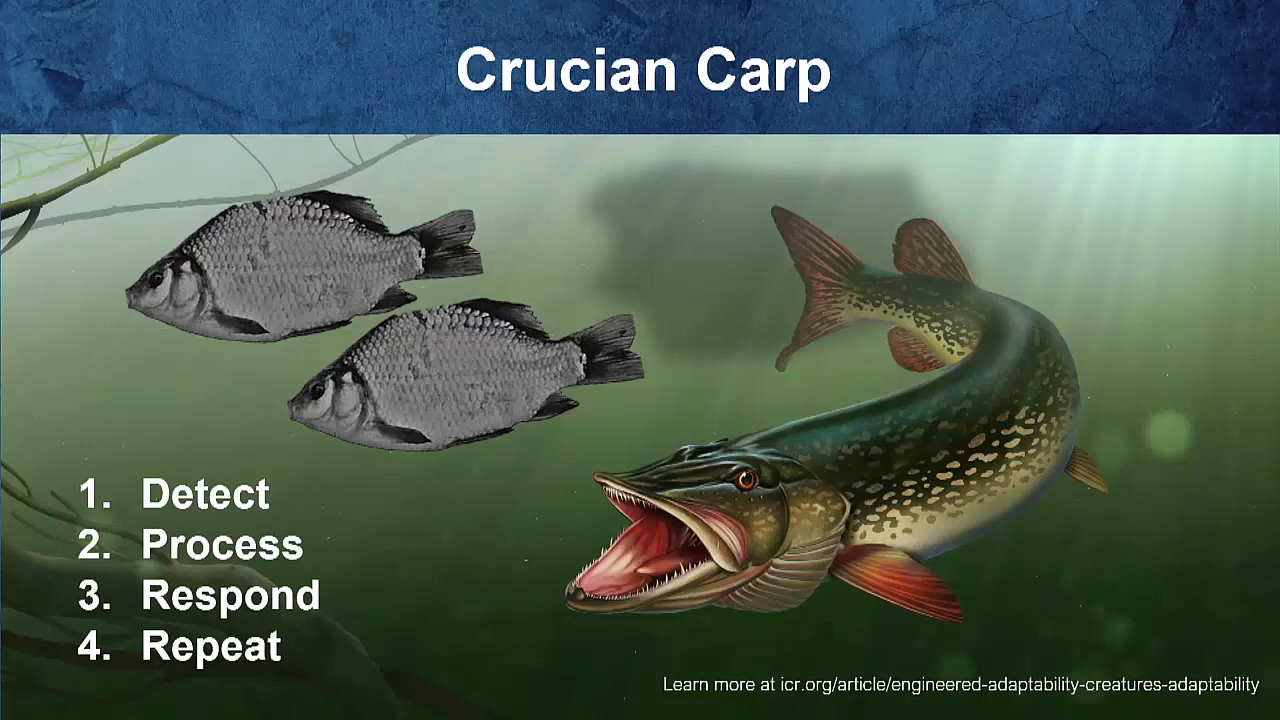 Crucian Carp
1. Detect
2. Process
3. Respond
4. Repeat
Learn more at icr.org/article/engineered-adaptability-creatures-adaptability